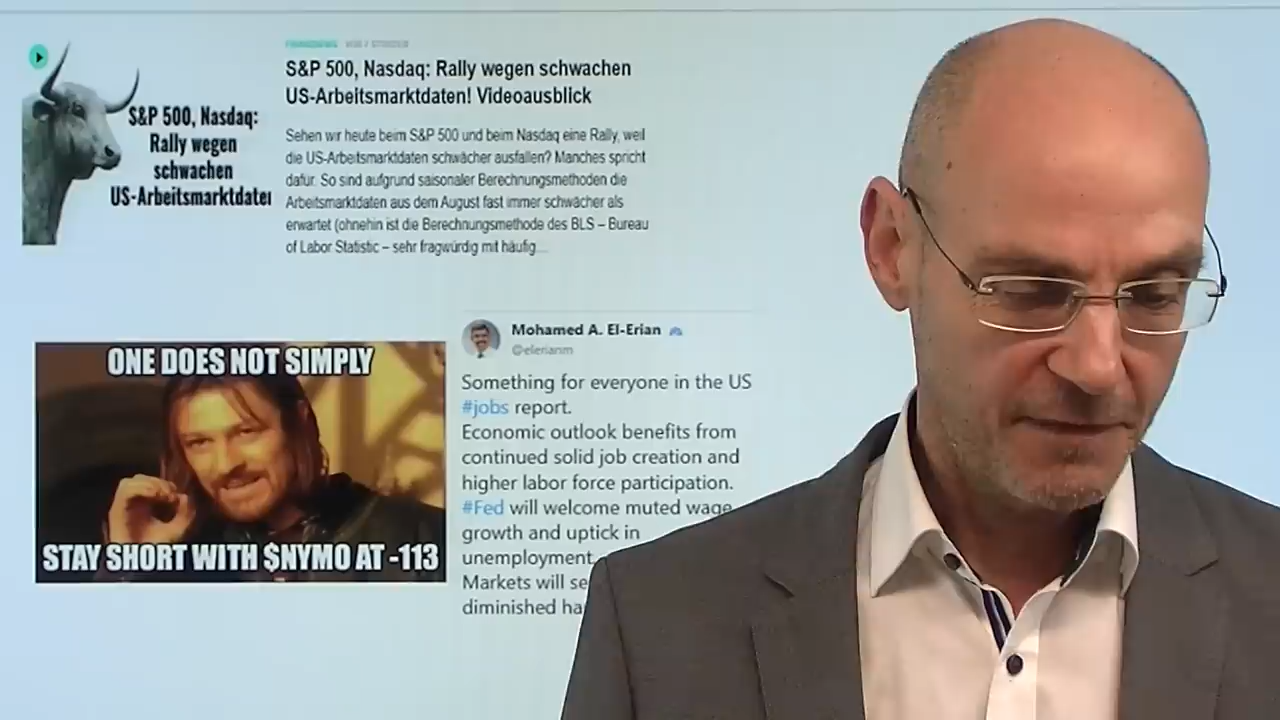 FINANZNEWS VOR 7 STUNDEN
S&P 500, Nasdaq: Rally wegen schwachen
US-Arbeitsmarktdaten! Videoausblick
S&P 500, Nasdaq:
Rally wegen
schwachen
US-Arbeitsmarktdaten
Sehen wir heute beim S&P 500 und beim Nasdaq eine Rally, weil
die US-Arbeitsmarktdaten schwächer ausfallen? Manches spricht
dafür. So sind aufgrund saisonaler Berechnungsmethoden die
Arbeitsmarktdaten aus dem August fast immer schwächer als
erwartet (ohnehin ist die Berechnungsmethode des BLS – Bureau
of Labor Statistic – sehr fragwürdig mit häufig...
ONE DOES NOT SIMPLY
STAY SHORT WITH $NYMO AT -113
Mohamed A. El-Erian
@elerianm
Something for everyone in the US
#jobs report.
Economic outlook benefits from
continued solid job creation and
higher labor force participation.
#Fed will welcome muted wage
growth and uptick in
unemployment
Markets will se
diminished ha